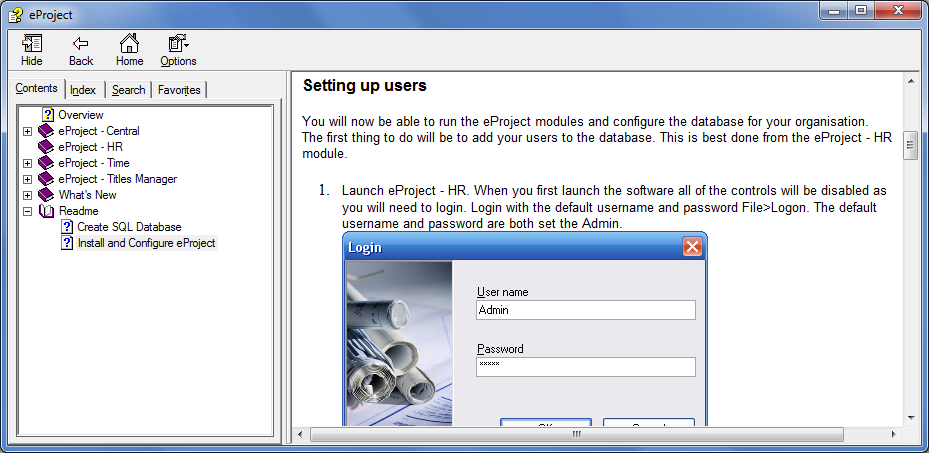 eProject
Hide Back Home Options
Contents Index Search Favorites
Overview
eProject - Central
eProject - HR
eProject - Time
eProject - Titles Manager
What's New
Readme
Create SQL Database
Install and Configure eProject
Setting up users
You will now be able to run the eProject modules and configure the database for your organisation.
The first thing to do will be to add your users to the database. This is best done from the eProject - HR
module.
1. Launch eProject - HR. When you first launch the software all of the controls will be disabled as
you will need to login. Login with the default username and password File>Logon. The default
username and password are both set the Admin.
Login
User name
Admin
Password
*****